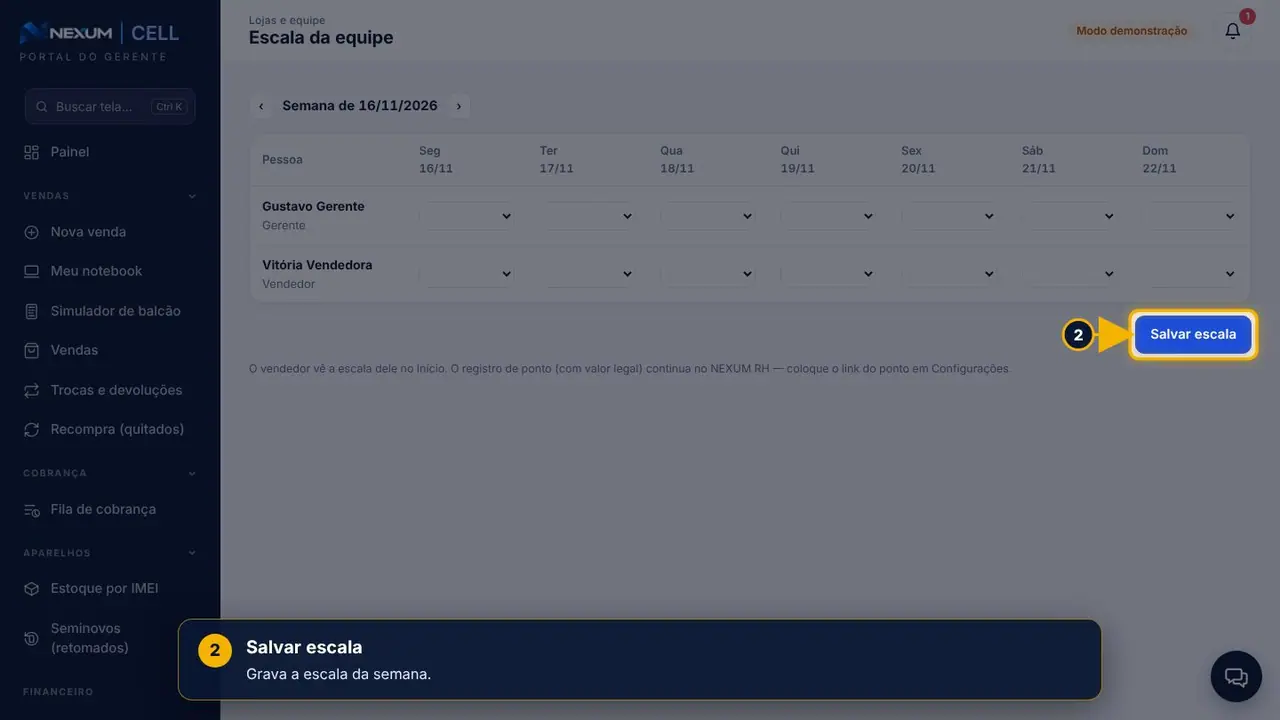 NEXUM | CELL
PORTAL DO GERENTE
Buscar tela... Ctrl K
Painel
VENDAS
Nova venda
Meu notebook
Simulador de balcão
Vendas
Trocas e devoluções
Recompra (quitados)
COBRANÇA
Fila de cobrança
APARELHOS
Estoque por IMEI
Seminovos
(retomados)
FINANCEIRO
Lojas e equipe
Escala da equipe
Modo demonstração
1
‹ Semana de 16/11/2026 ›
Pessoa Seg Ter Qua Qui Sex Sáb Dom
16/11 17/11 18/11 19/11 20/11 21/11 22/11
Gustavo Gerente
Gerente
Vitória Vendedora
Vendedor
2 Salvar escala
O vendedor vê a escala dele no Início. O registro de ponto (com valor legal) continua no NEXUM RH — coloque o link do ponto em Configurações.
2 Salvar escala
Grava a escala da semana.